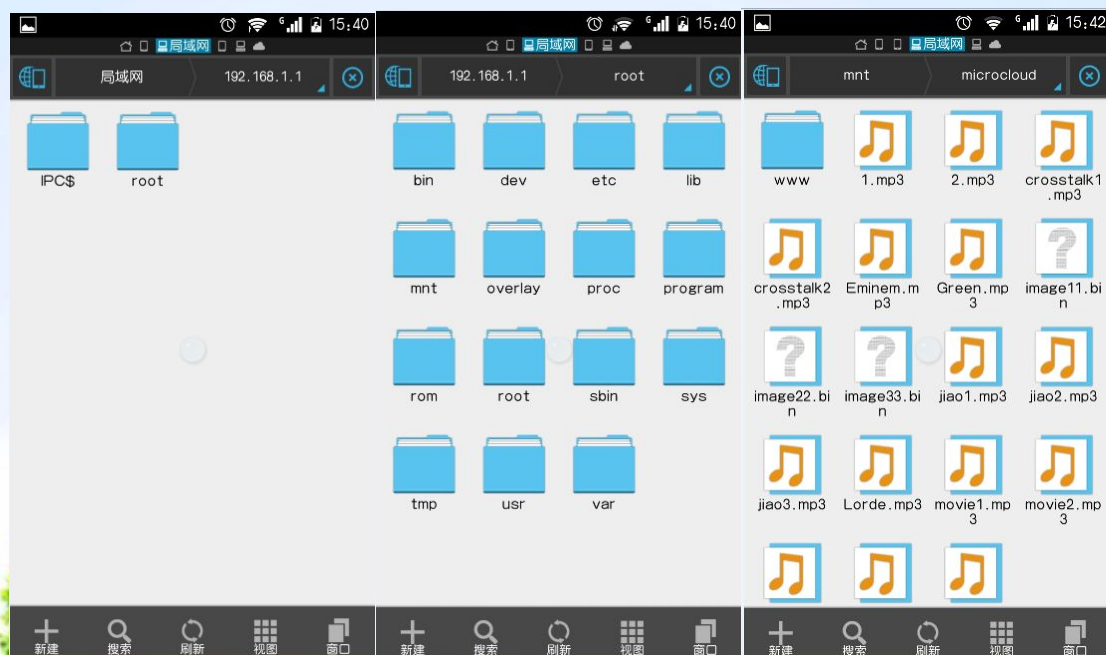 G 15:40
局域网
局域网 192.168.1.1
IPC$ root
新建 搜索 刷新 视图 窗口
G 15:40
局域网
192.168.1.1 root
bin dev etc lib
mnt overlay proc program
rom root sbin sys
tmp usr var
新建 搜索 刷新 视图 窗口
G 15:42
局域网
mnt microcloud
www 1.mp3 2.mp3 crosstalk1
.mp3
crosstalk2 Eminem.m Green.mp image11.bi
.mp3 p3 3 n
image22.bi image33.bi jiao1.mp3 jiao2.mp3
n n
jiao3.mp3 Lorde.mp3 movie1.mp movie2.mp
3 3
新建 搜索 刷新 视图 窗口